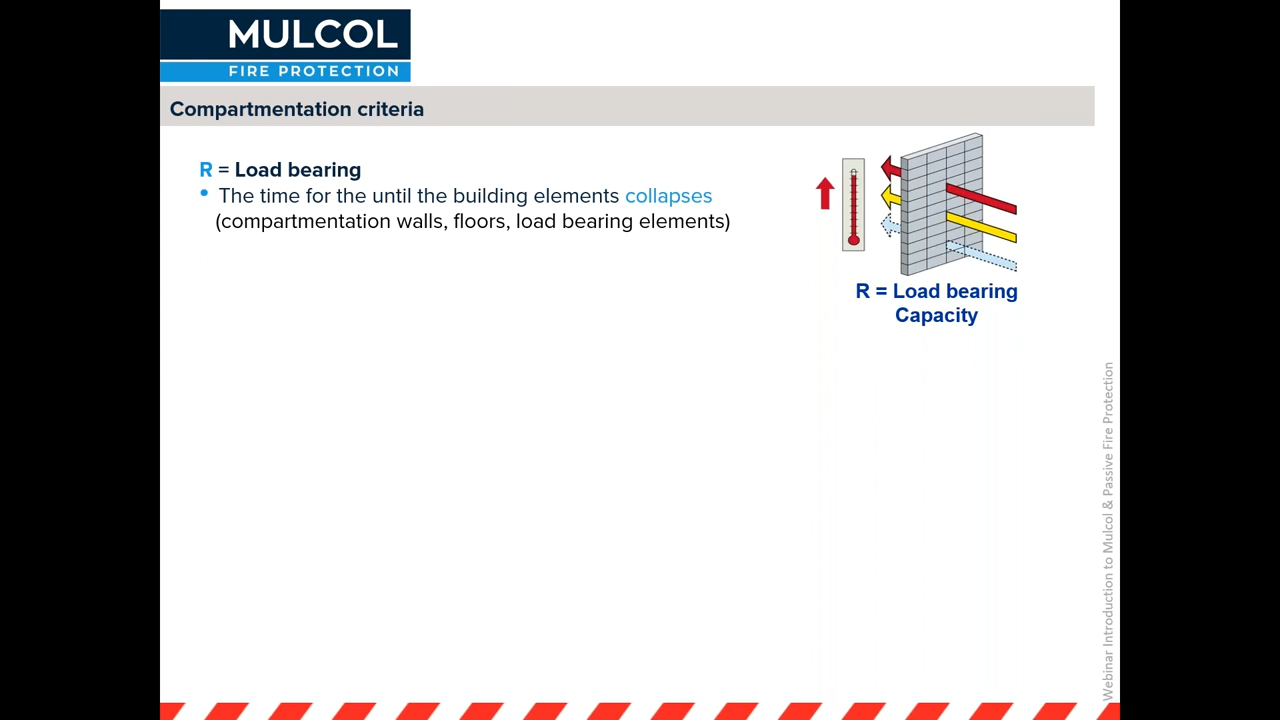 MULCOL
FIRE PROTECTION
Compartmentation criteria
R = Load bearing
• The time for the until the building elements collapses
(compartmentation walls, floors, load bearing elements)
R = Load bearing
Capacity
Webinar Introduction to Mulcol & Passive Fire Protection